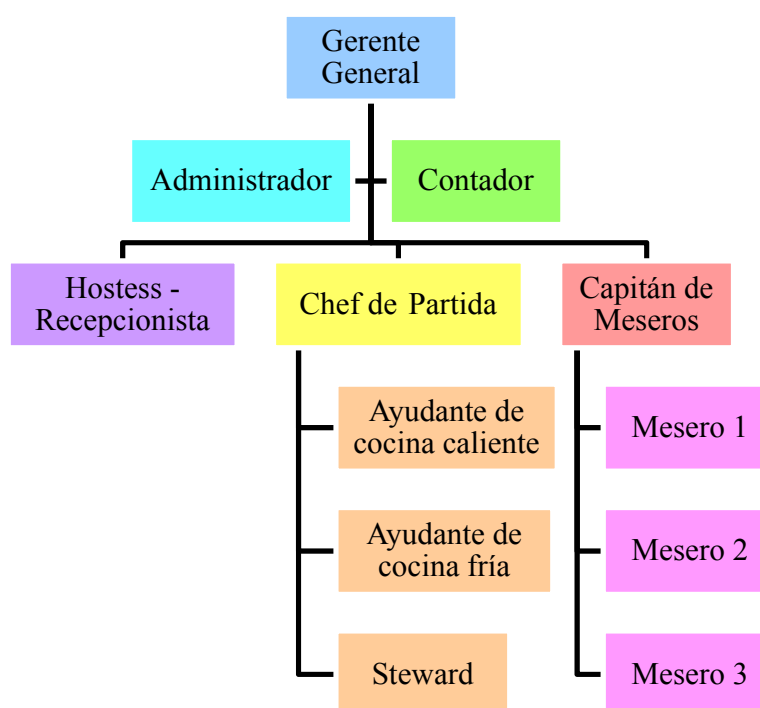 Gerente
General
Administrador
Contador
Hostess -
Recepcionista
Chef de Partida
Capitán de
Meseros
Ayudante de
cocina caliente
Mesero 1
Ayudante de
cocina fría
Mesero 2
Steward
Mesero 3